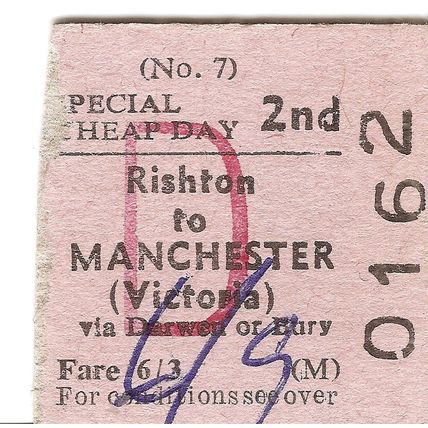 (No. 7)
PECIAL
CHEAP DAY 2nd
Rishton
to
MANCHESTER
(Victoria)
via Darwen or Bury
Fare 6/3 (M)
For conditions see over
0162
D